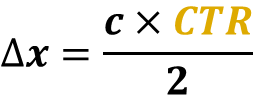 Δx = c × CTR / 2